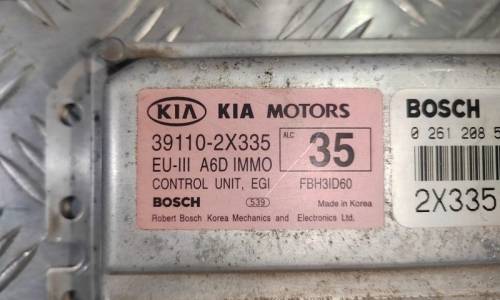 KIA KIA MOTORS
39110-2X335
EU-III A6D IMMO
CONTROL UNIT, EGI
ALC
35
FBH3ID60
BOSCH 539 Made in Korea
Robert Bosch Korea Mechanics and Electronics Ltd.
BOSCH
0 261 208 5
2X335